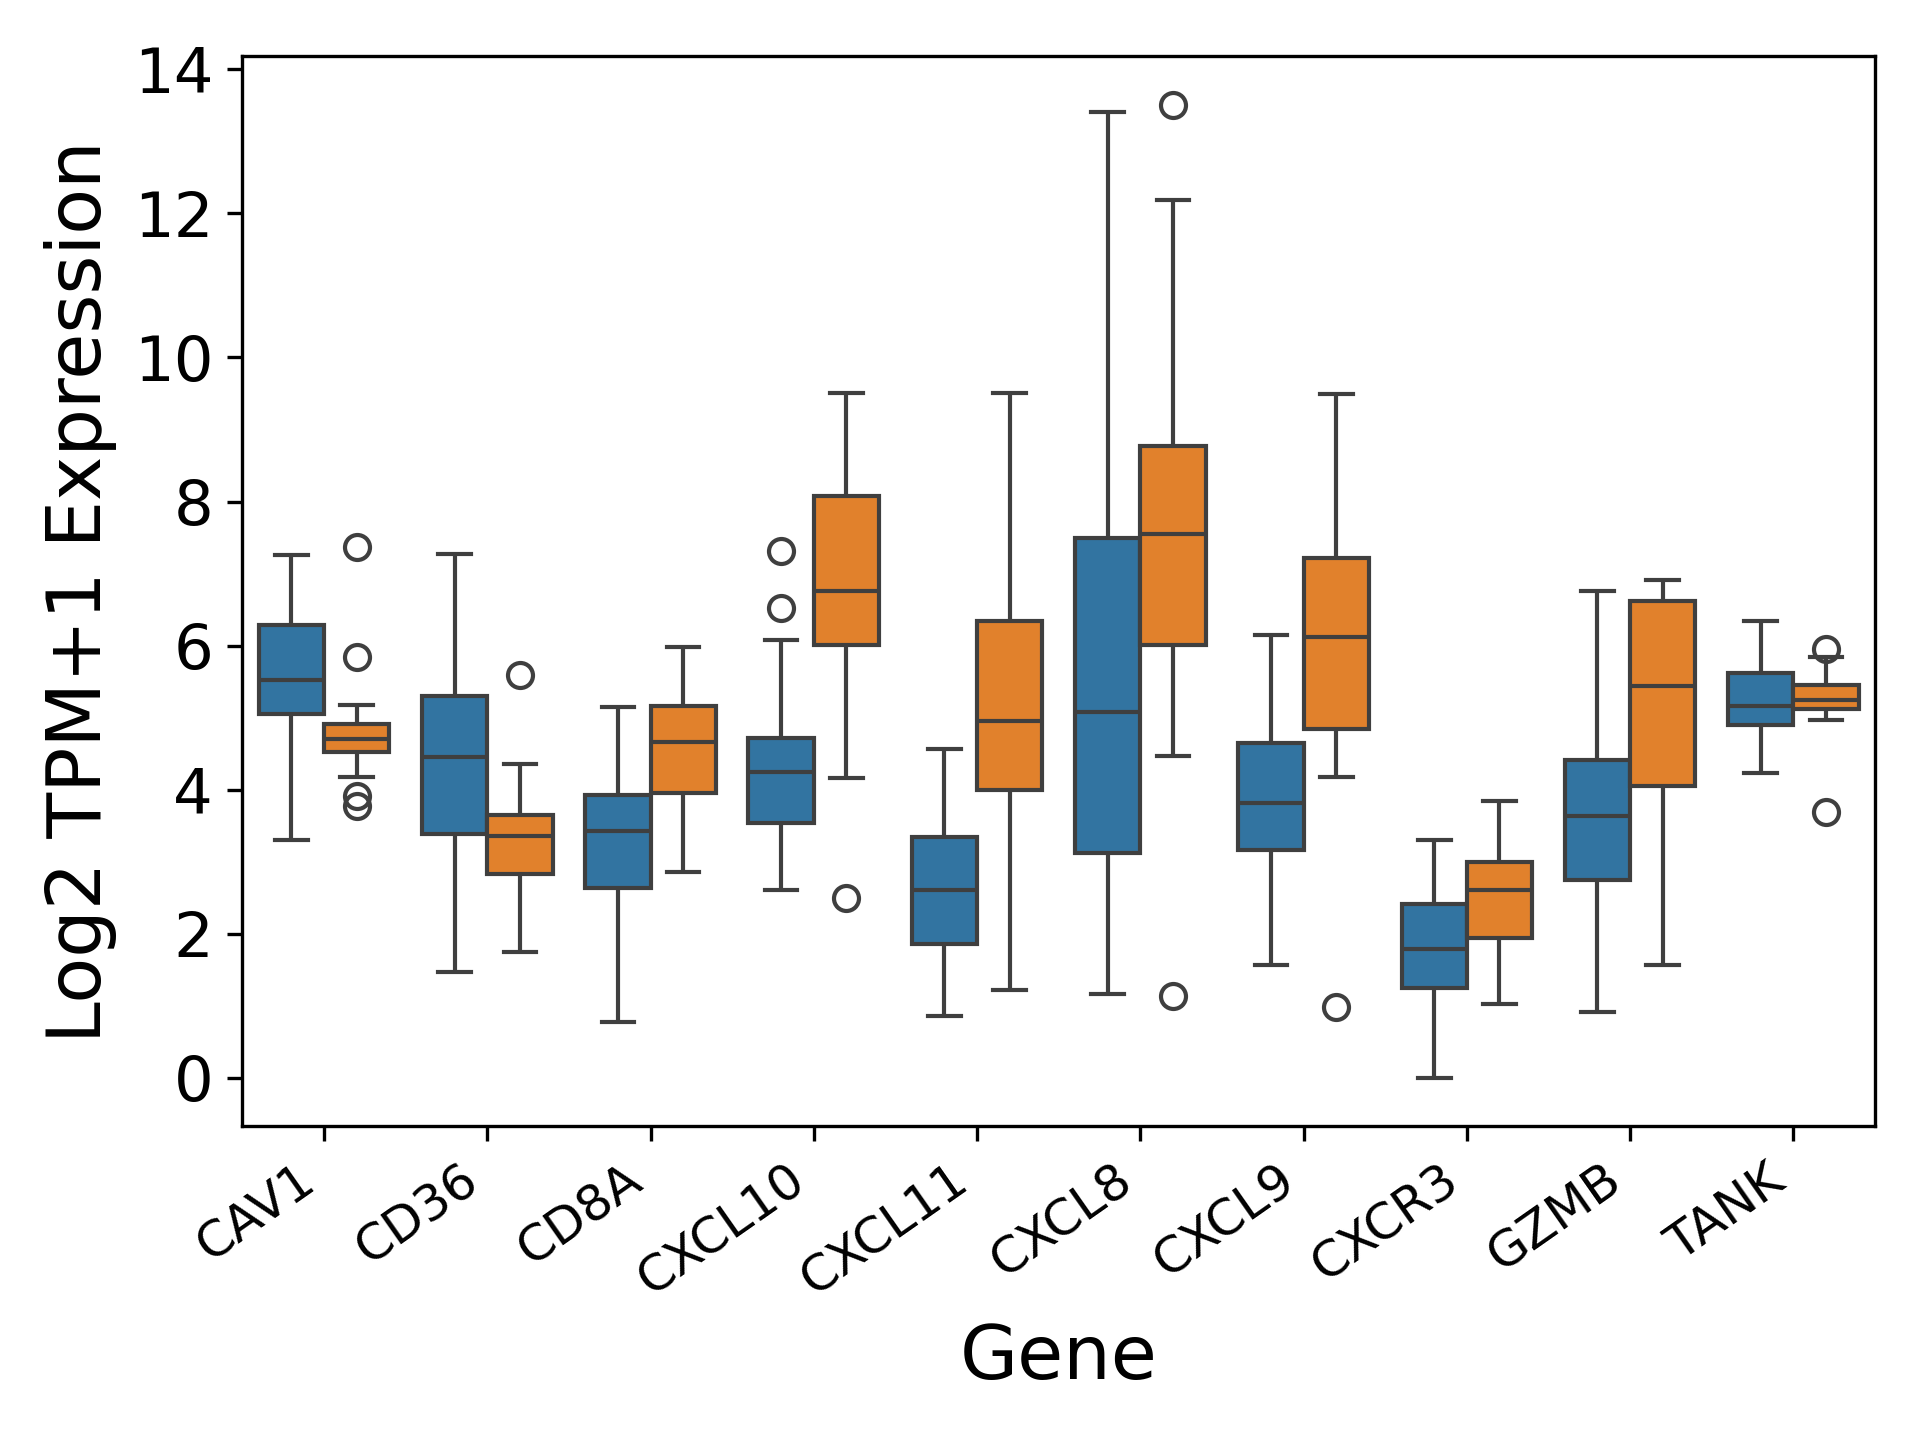 Log2 TPM+1 Expression
14
12
10
8
6
4
2
0
CAV1
CD36
CD8A
CXCL10
CXCL11
CXCL8
CXCL9
CXCR3
GZMB
TANK
Gene